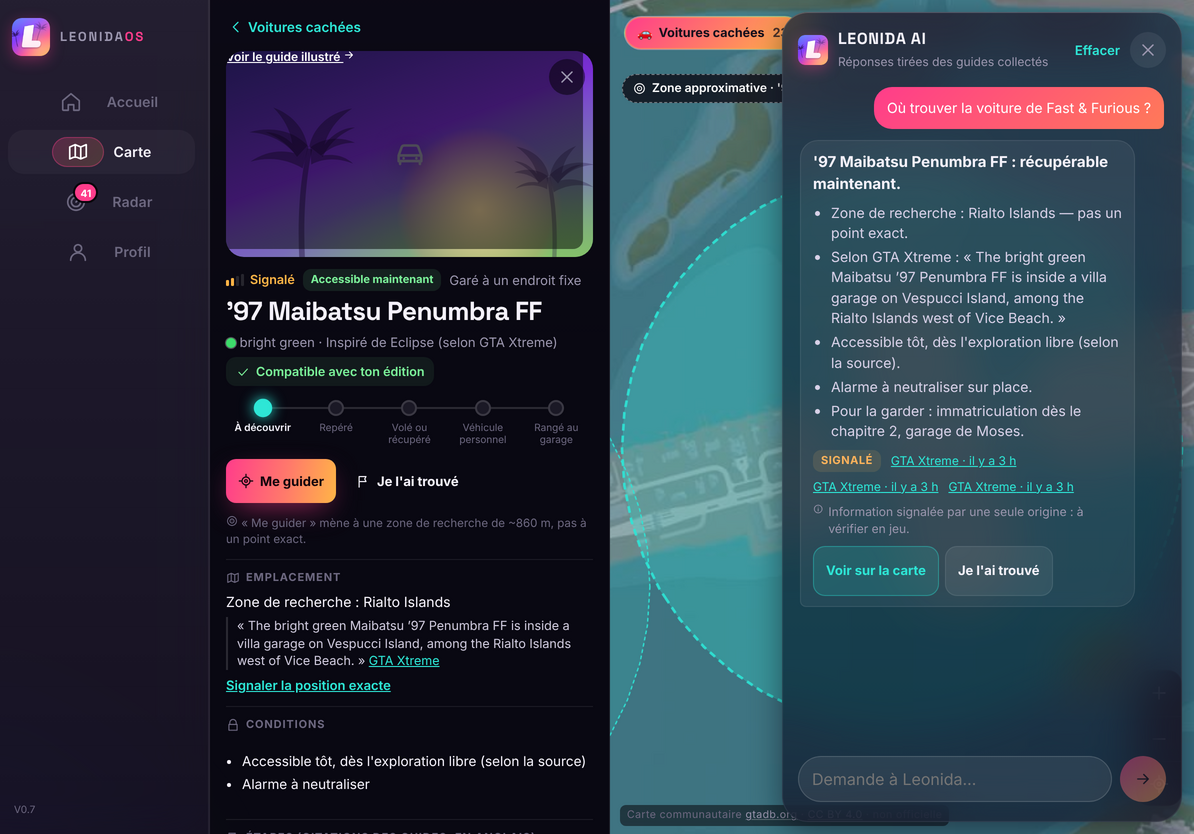 LEONIDAOS
Accueil
Carte
41
Radar
Profil
V0.7
Voitures cachées
voir le guide illustré →
Signalé
Accessible maintenant
Garé à un endroit fixe
’97 Maibatsu Penumbra FF
bright green · Inspiré de Eclipse (selon GTA Xtreme)
Compatible avec ton édition
À découvrir
Repéré
Volé ou
récupéré
Véhicule
personnel
Rangé au
garage
Me guider
Je l'ai trouvé
« Me guider » mène à une zone de recherche de ~860 m, pas à
un point exact.
EMPLACEMENT
Zone de recherche : Rialto Islands
« The bright green Maibatsu ’97 Penumbra FF is inside a
villa garage on Vespucci Island, among the Rialto Islands
west of Vice Beach. » GTA Xtreme
Signaler la position exacte
CONDITIONS
• Accessible tôt, dès l'exploration libre (selon la source)
• Alarme à neutraliser
Voitures cachées
Zone approximative ·
Carte communautaire gtadb.org CC BY 4.0
L
LEONIDA AI
Réponses tirées des guides collectés
Effacer
Où trouver la voiture de Fast & Furious ?
'97 Maibatsu Penumbra FF : récupérable
maintenant.
• Zone de recherche : Rialto Islands — pas un
point exact.
• Selon GTA Xtreme : « The bright green
Maibatsu ’97 Penumbra FF is inside a villa
garage on Vespucci Island, among the
Rialto Islands west of Vice Beach. »
• Accessible tôt, dès l'exploration libre (selon
la source).
• Alarme à neutraliser sur place.
• Pour la garder : immatriculation dès le
chapitre 2, garage de Moses.
SIGNALÉ
GTA Xtreme · il y a 3 h
GTA Xtreme · il y a 3 h GTA Xtreme · il y a 3 h
Information signalée par une seule origine : à
vérifier en jeu.
Voir sur la carte
Je l'ai trouvé
Demande à Leonida...